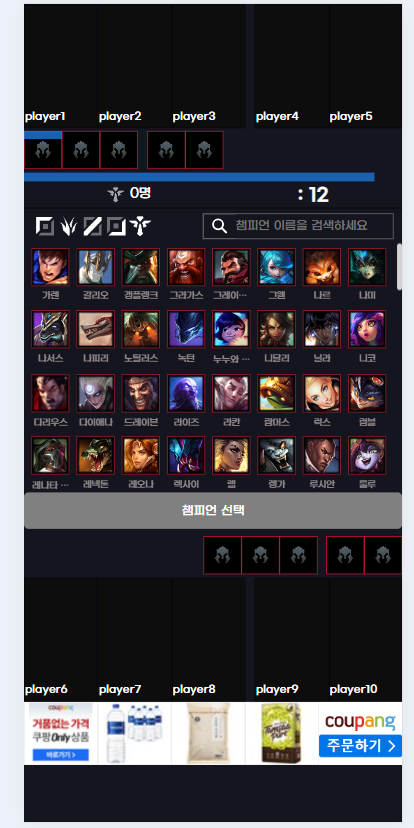 player1 player2 player3 player4 player5
0명 : 12
챔피언 이름을 검색하세요
가렌 갈리오 갱플랭크 그라가스 그레이… 그웬 나르 나미
나서스 나피리 노틸러스 녹턴 누누와 … 니달리 닐라 니코
다리우스 다이애나 드레이븐 라이즈 라칸 람머스 럭스 럼블
레나타 … 레넥톤 레오나 렉사이 렐 렝가 루시안 룰루
챔피언 선택
player6 player7 player8 player9 player10
coupang
거품없는 가격
쿠팡Only상품
바로가기 >
coupang
주문하기 >